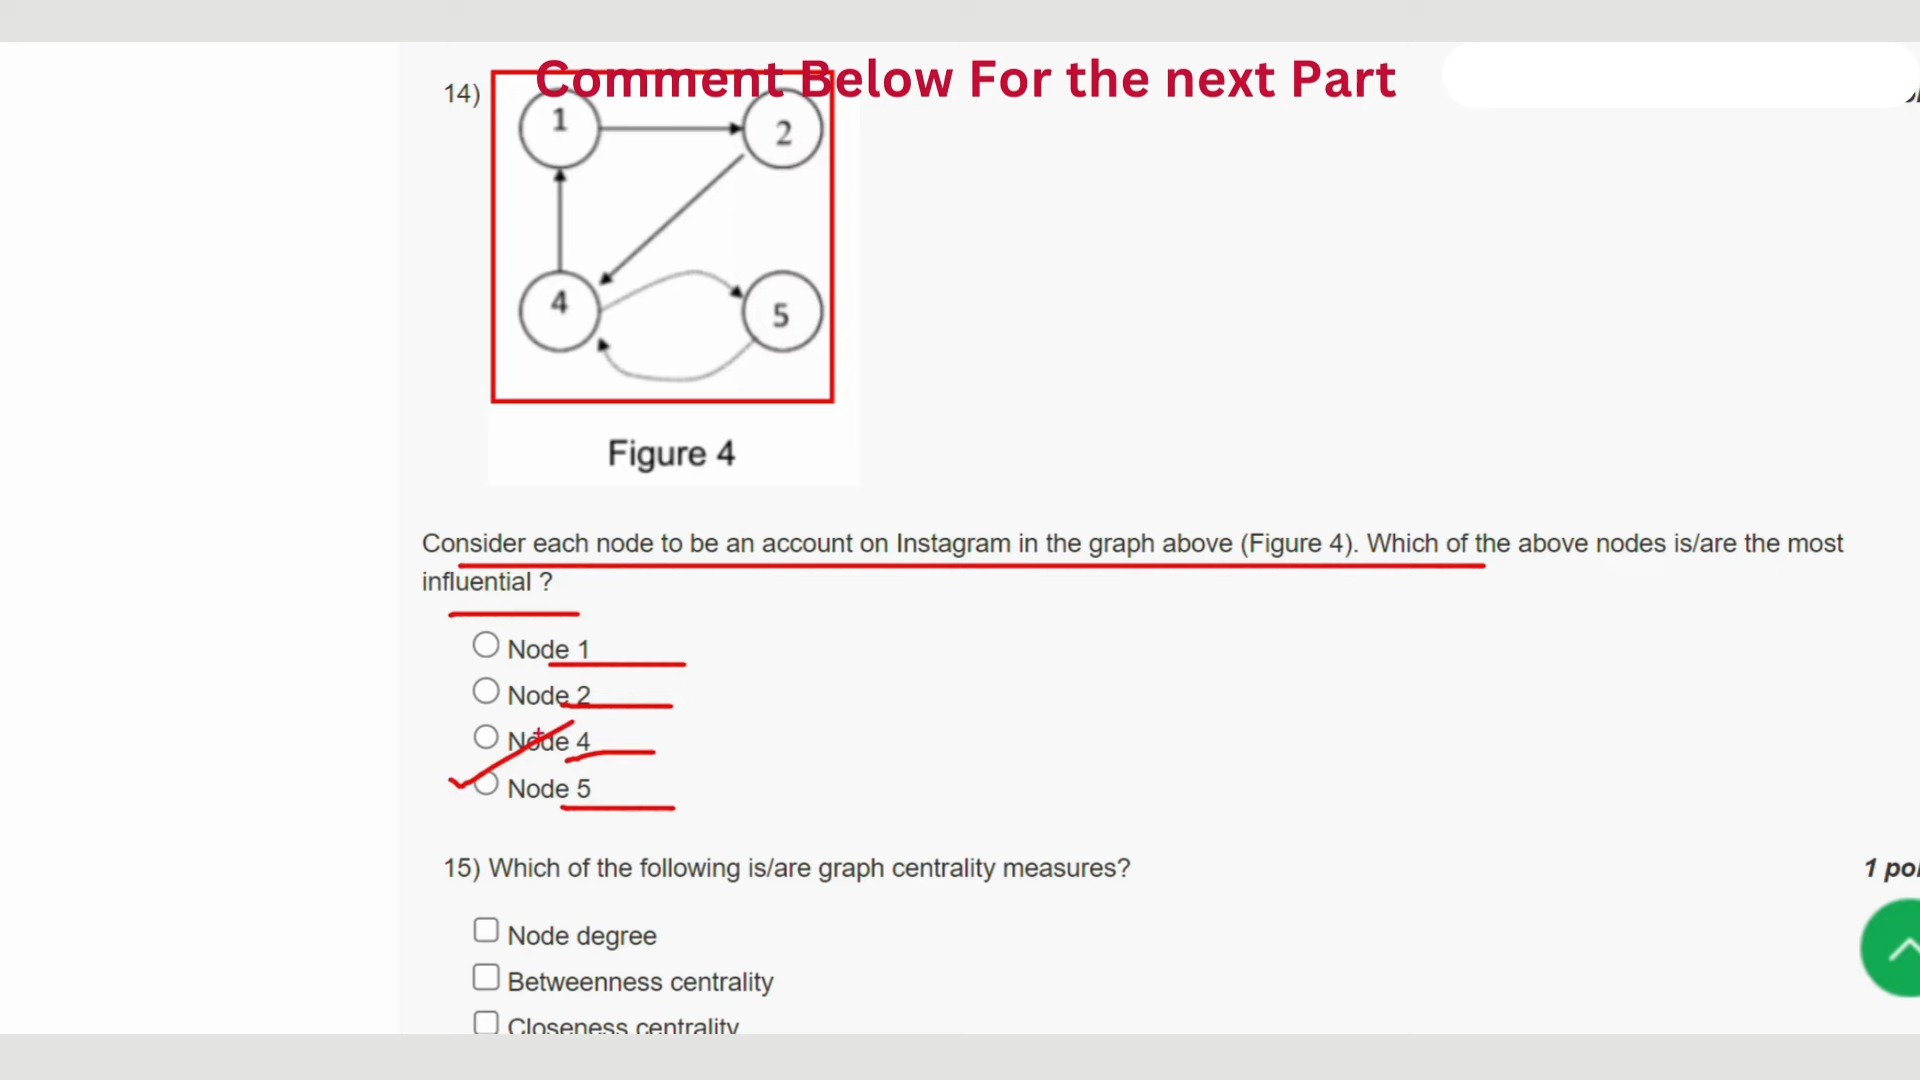 Comment Below For the next Part
14)
1
2
4
5
Figure 4
Consider each node to be an account on Instagram in the graph above (Figure 4). Which of the above nodes is/are the most
influential ?
Node 1
Node 2
Node 4
Node 5
15) Which of the following is/are graph centrality measures?
1
Node degree
Betweenness centrality
Closeness centrality